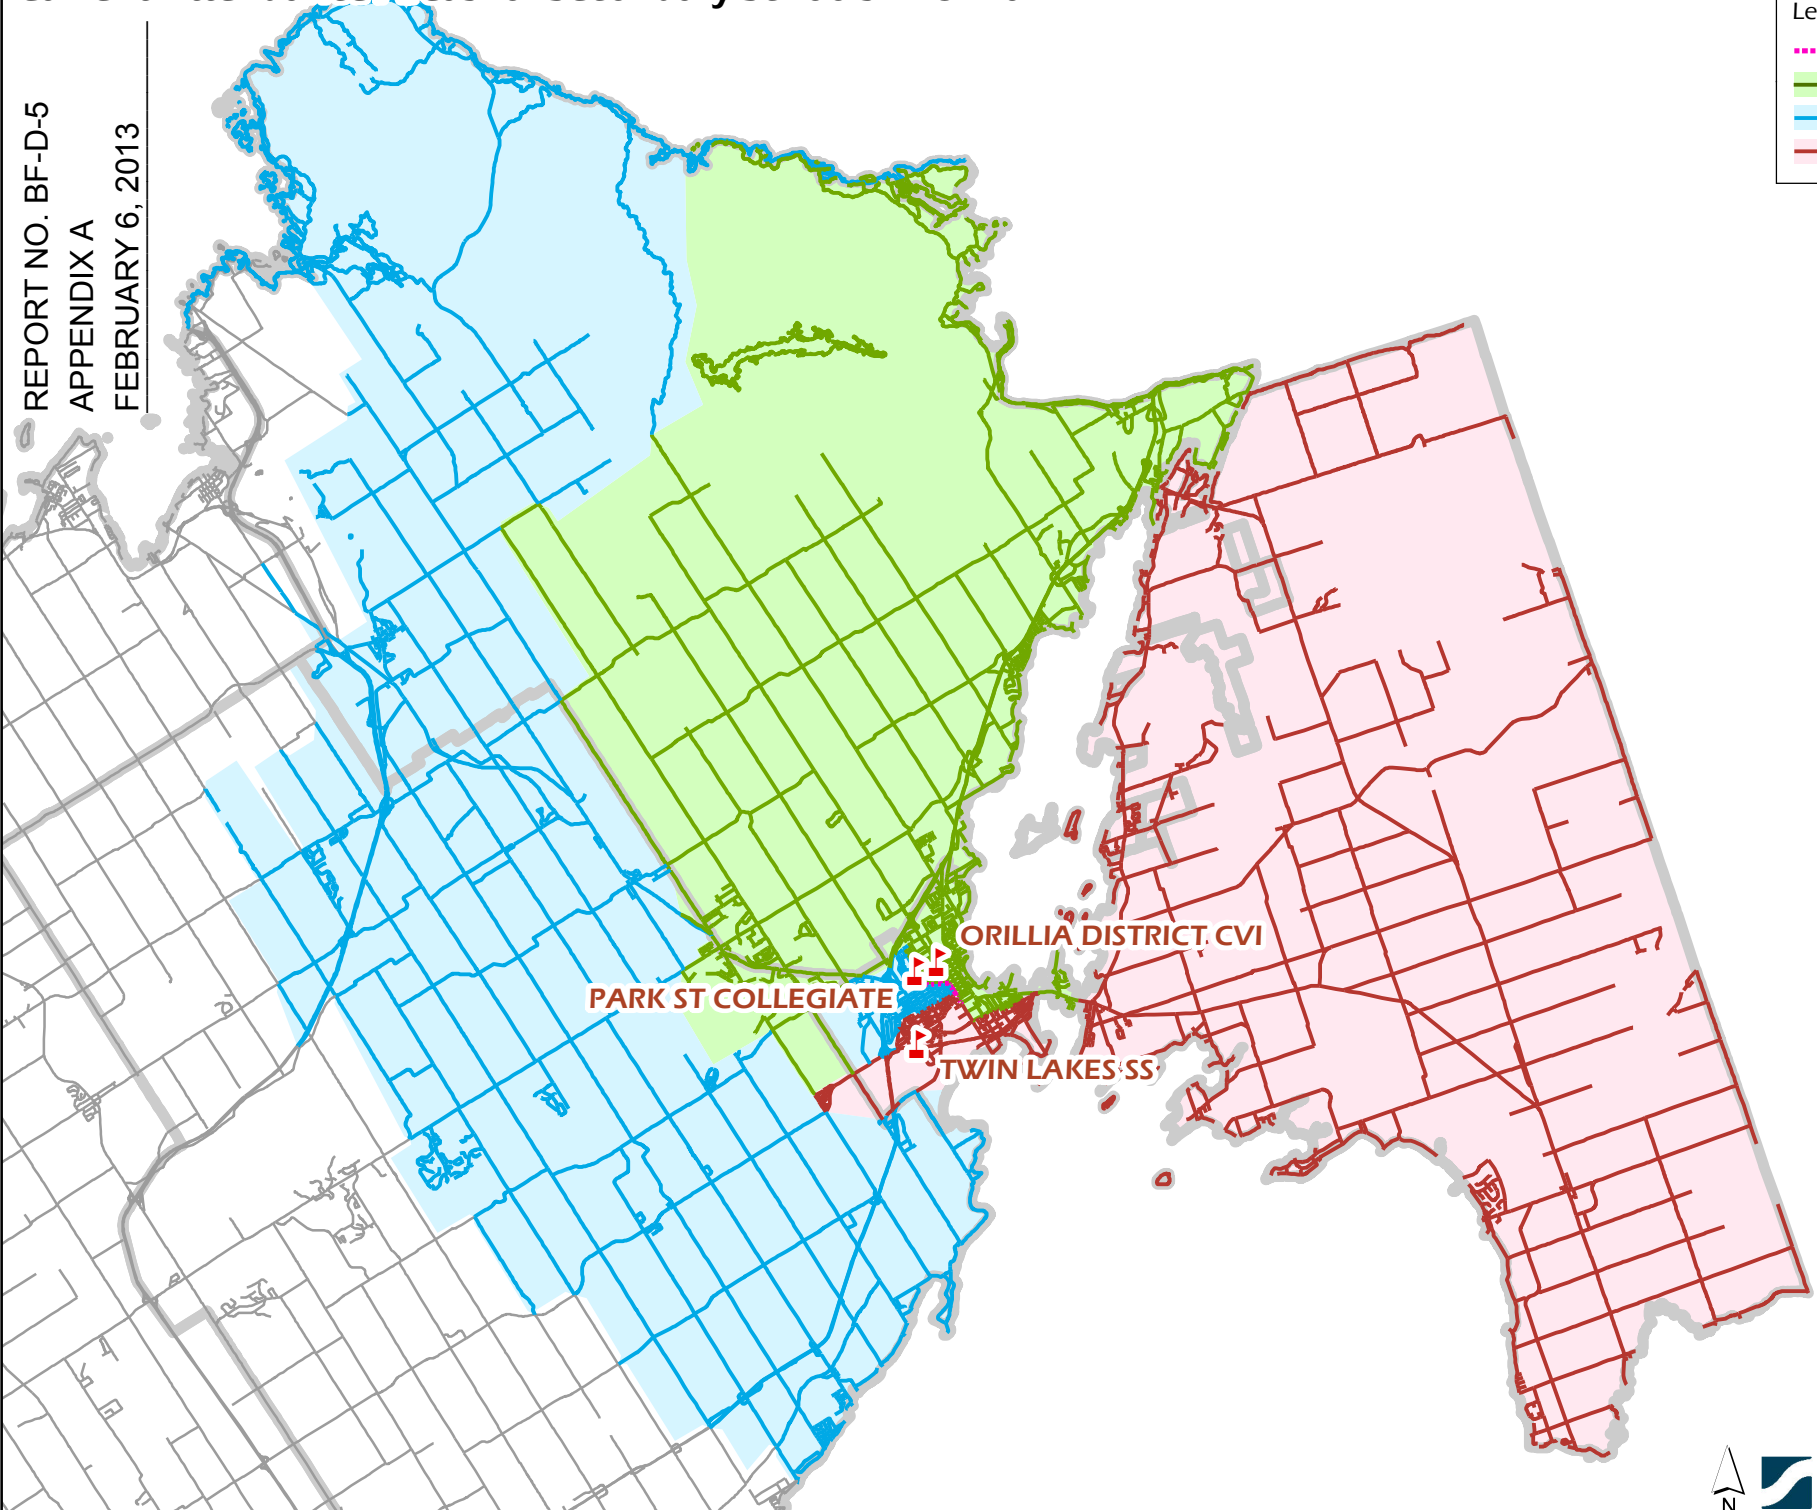 REPORT NO. BF-D-5
APPENDIX A
FEBRUARY 6, 2013
Le
ORILLIA DISTRICT CVI
PARK ST COLLEGIATE
TWIN LAKES SS
N